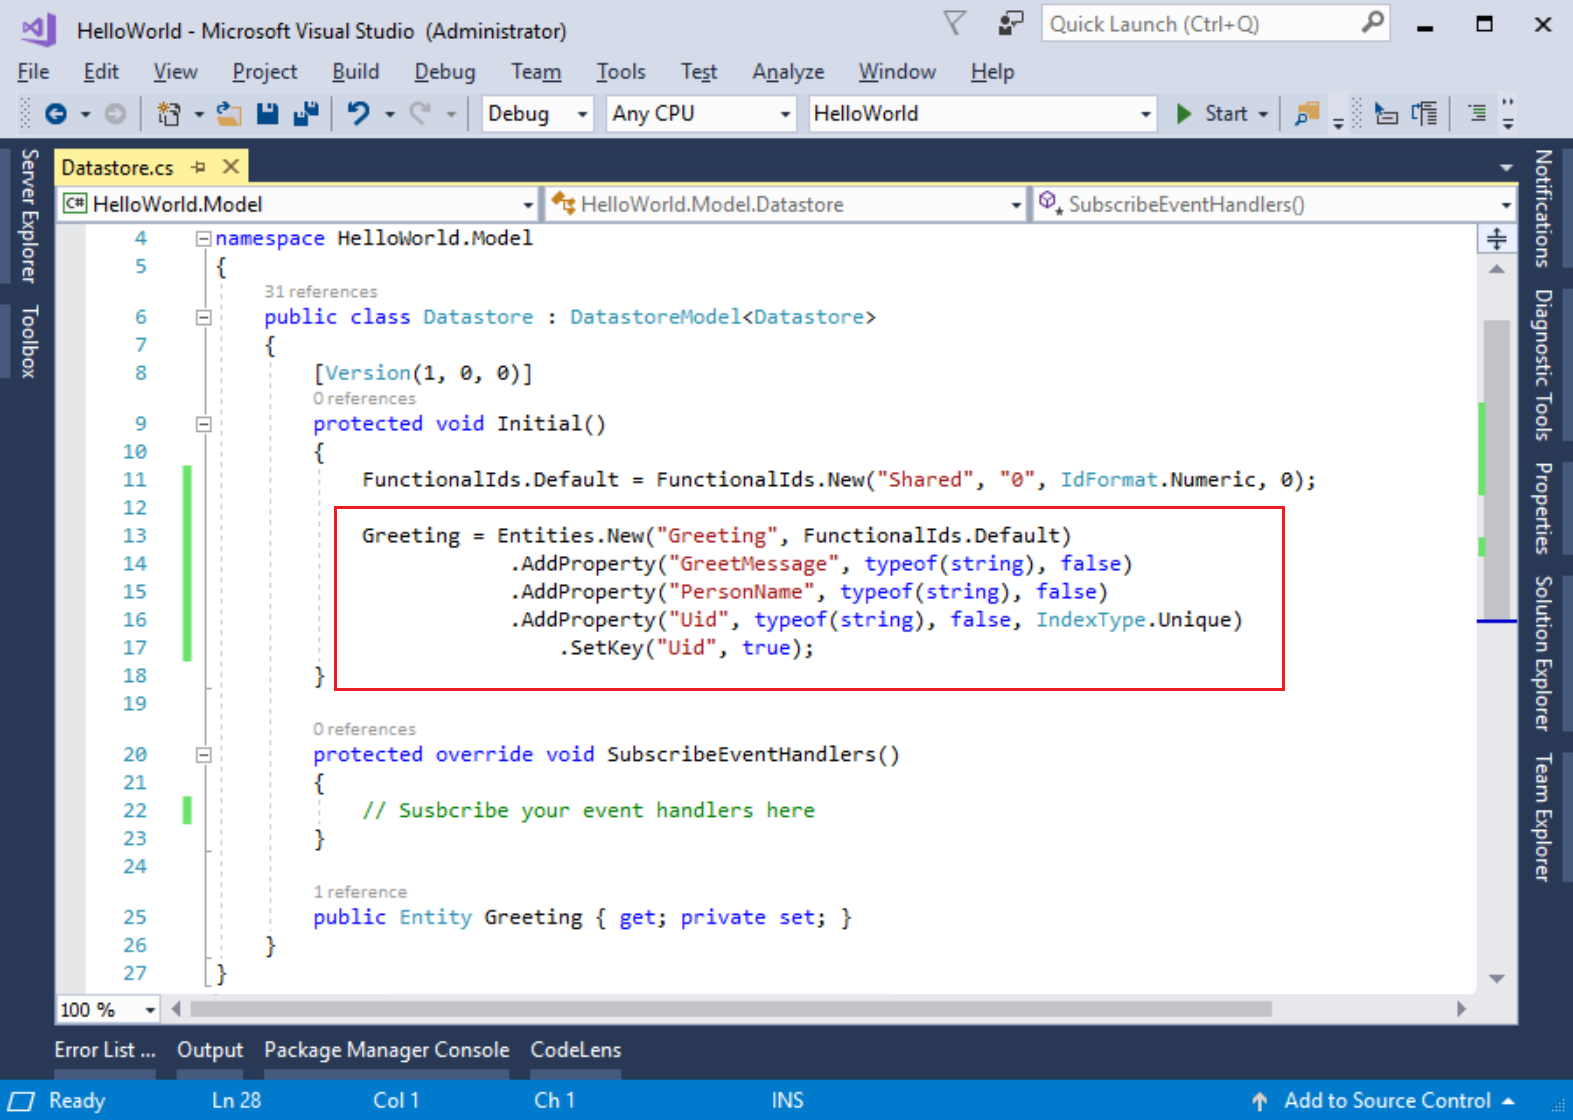 HelloWorld - Microsoft Visual Studio (Administrator)
Quick Launch (Ctrl+Q)
File Edit View Project Build Debug Team Tools Test Analyze Window Help
Debug Any CPU HelloWorld Start
Server Explorer
Toolbox
Datastore.cs
C# HelloWorld.Model HelloWorld.Model.Datastore SubscribeEventHandlers()
4 namespace HelloWorld.Model
5 {
31 references
6 public class Datastore : DatastoreModel<Datastore>
7 {
8 [Version(1, 0, 0)]
0 references
9 protected void Initial()
10 {
11 FunctionalIds.Default = FunctionalIds.New("Shared", "0", IdFormat.Numeric, 0);
12
13 Greeting = Entities.New("Greeting", FunctionalIds.Default)
14 .AddProperty("GreetMessage", typeof(string), false)
15 .AddProperty("PersonName", typeof(string), false)
16 .AddProperty("Uid", typeof(string), false, IndexType.Unique)
17 .SetKey("Uid", true);
18 }
19
0 references
20 protected override void SubscribeEventHandlers()
21 {
22 // Susbcribe your event handlers here
23 }
24
1 reference
25 public Entity Greeting { get; private set; }
26 }
27 }
100 %
Notifications
Diagnostic Tools
Properties
Solution Explorer
Team Explorer
Error List ... Output Package Manager Console CodeLens
Ready Ln 28 Col 1 Ch 1 INS Add to Source Control